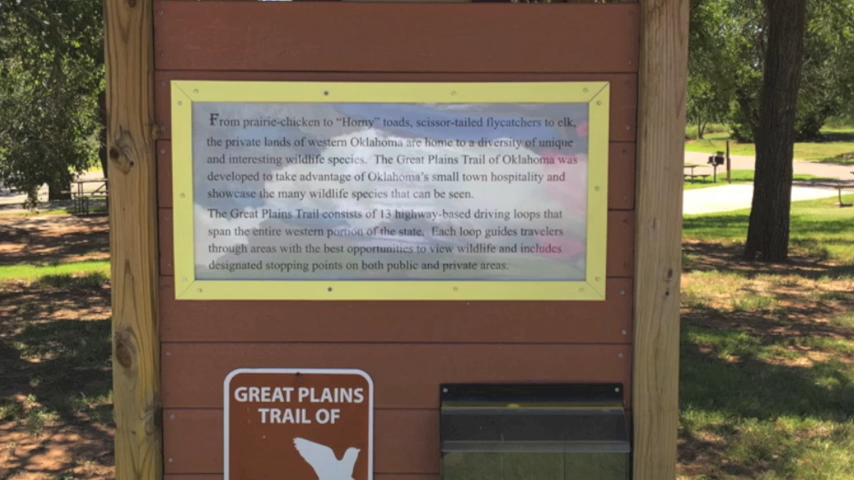 From prairie-chicken to "Horny" toads, scissor-tailed flycatchers to elk,
the private lands of western Oklahoma are home to a diversity of unique
and interesting wildlife species. The Great Plains Trail of Oklahoma was
developed to take advantage of Oklahoma's small town hospitality and
showcase the many wildlife species that can be seen.
The Great Plains Trail consists of 13 highway-based driving loops that
span the entire western portion of the state. Each loop guides travelers
through areas with the best opportunities to view wildlife and includes
designated stopping points on both public and private areas.
GREAT PLAINS
TRAIL OF